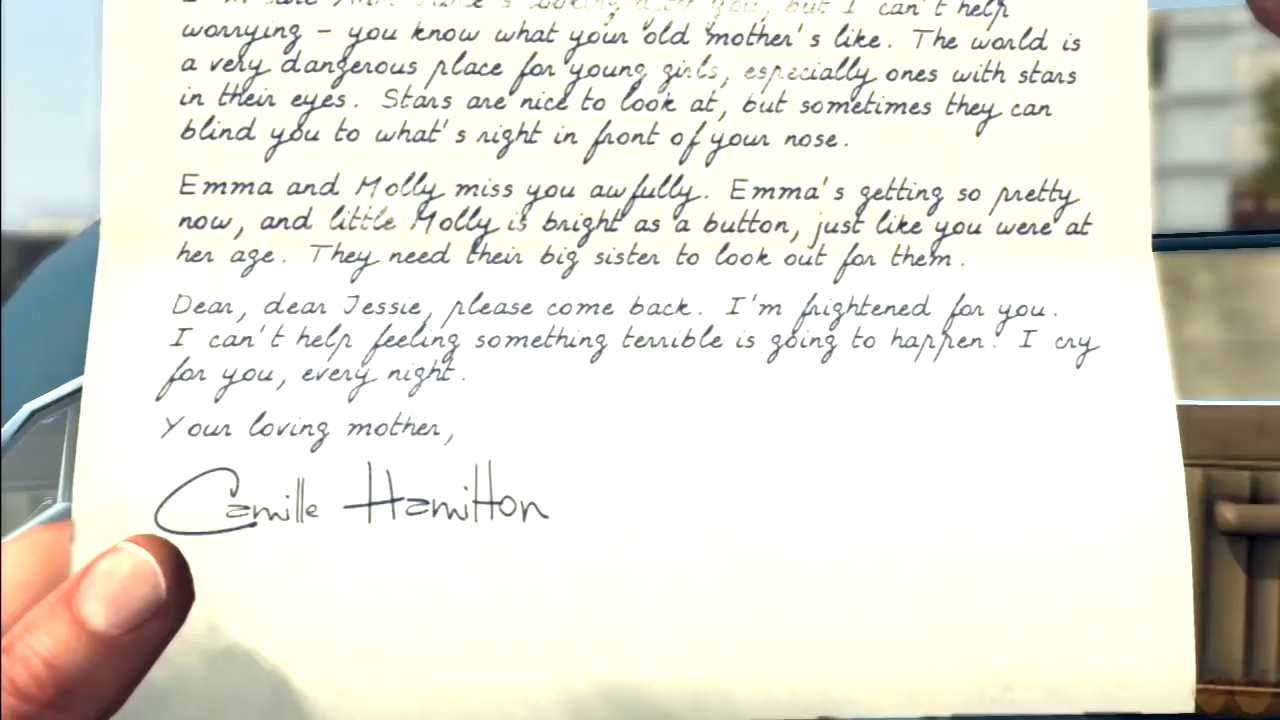 you, but I can't help
worrying – you know what your old mother's like. The world is
a very dangerous place for young girls, especially ones with stars
in their eyes. Stars are nice to look at, but sometimes they can
blind you to what's right in front of your nose.
Emma and Molly miss you awfully. Emma's getting so pretty
now, and little Molly is bright as a button, just like you were at
her age. They need their big sister to look out for them.
Dear, dear Jessie, please come back. I'm frightened for you.
I can't help feeling something terrible is going to happen. I cry
for you, every night.
Your loving mother,
Camille Hamilton